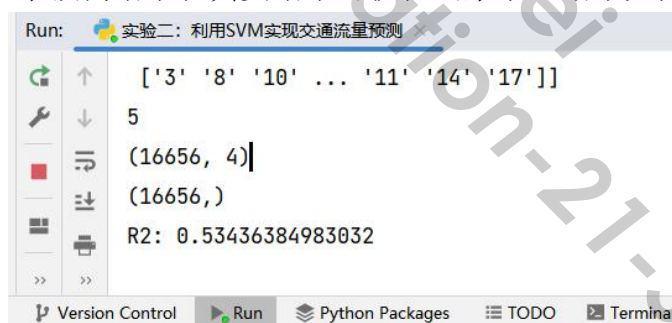 Run: 实验二：利用SVM实现交通流量预测 ×
['3' '8' '10' ... '11' '14' '17']]
5
(16656, 4)
(16656,)
R2: 0.53436384983032
>> >>
Version Control Run Python Packages TODO Termina